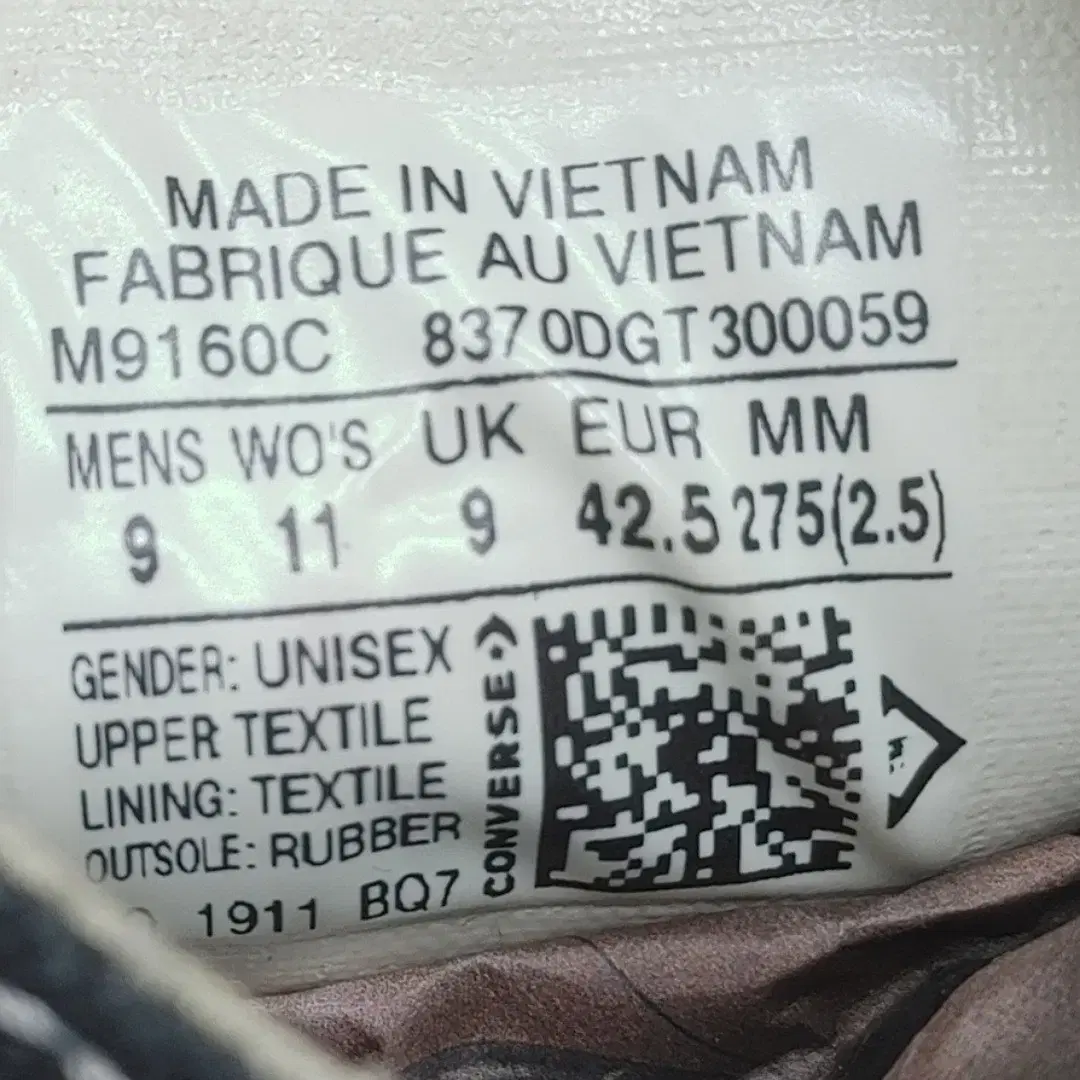 MADE IN VIETNAM
FABRIQUE AU VIETNAM
M9160C 8370DGT300059
MENS WO'S UK EUR MM
9 11 9 42.5 275(2.5)
GENDER: UNISEX
UPPER TEXTILE
LINING: TEXTILE
OUTSOLE: RUBBER
1911 BQ7
CONVERSE